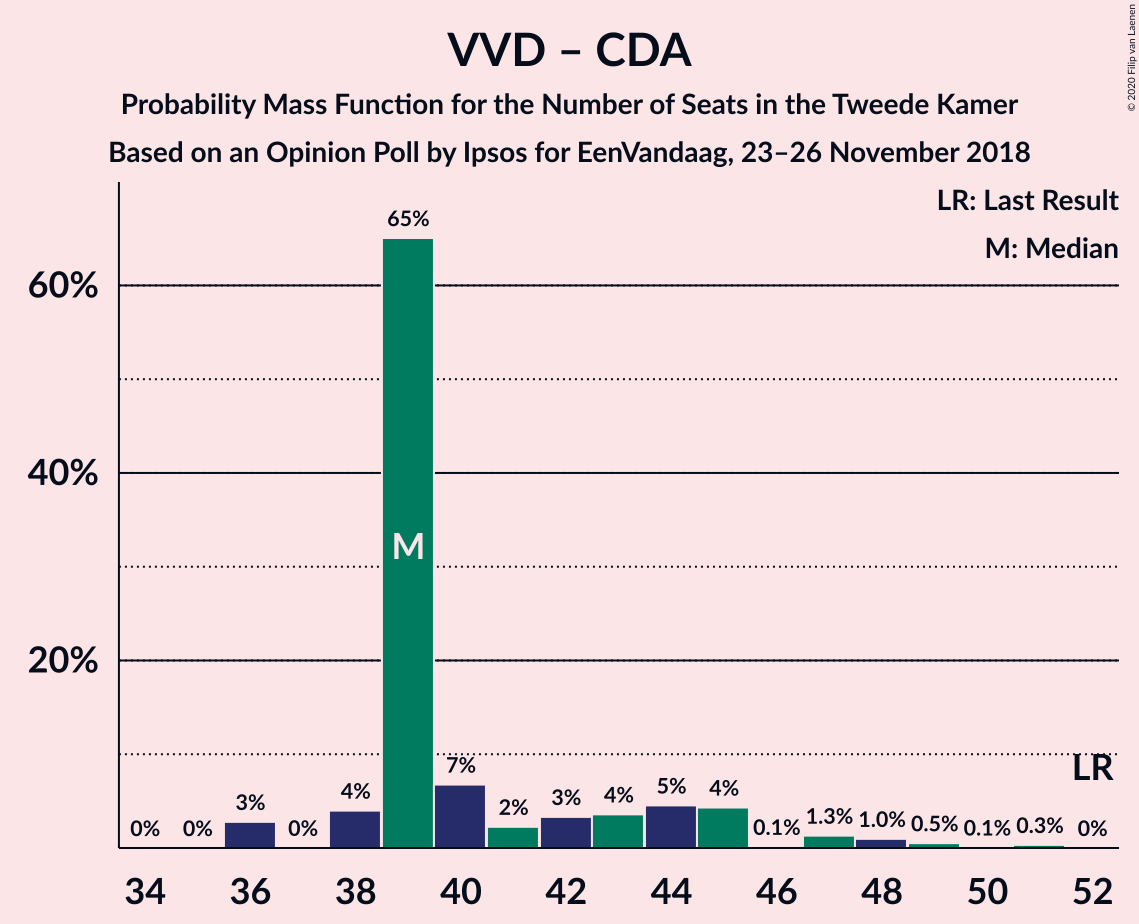 VVD – CDA
Probability Mass Function for the Number of Seats in the Tweede Kamer
Based on an Opinion Poll by Ipsos for EenVandaag, 23–26 November 2018
© 2020 Filip van Laenen
LR: Last Result
M: Median
65%
60%
40%
M
20%
LR
7%
5%
4%
4%
4%
3%
3%
2%
1.3%
1.0%
0.5%
0.3%
0.1%
0.1%
0%
0%
0%
0%
34 36 38 40 42 44 46 48 50 52